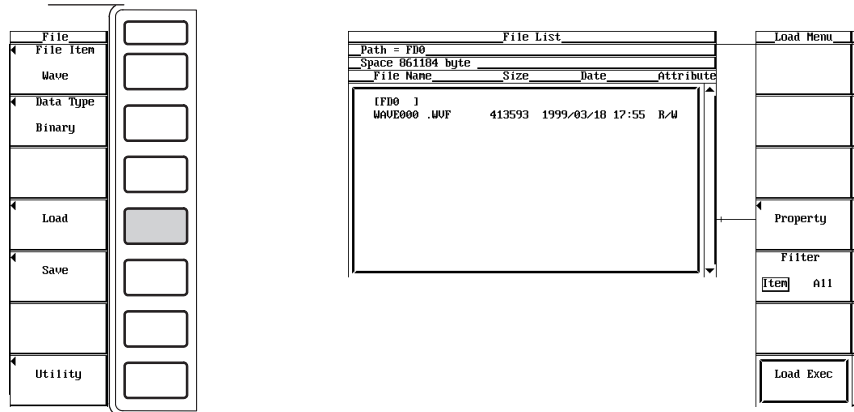 File
File Item
Wave
Data Type
Binary
Load
Save
Utility
File List
Path = FD0
Space 861184 byte
File Name Size Date Attribute
[FD0 ]
WAVE000 .WVF 413593 1999/03/18 17:55 R/W
Load Menu
Property
Filter
Item All
Load Exec